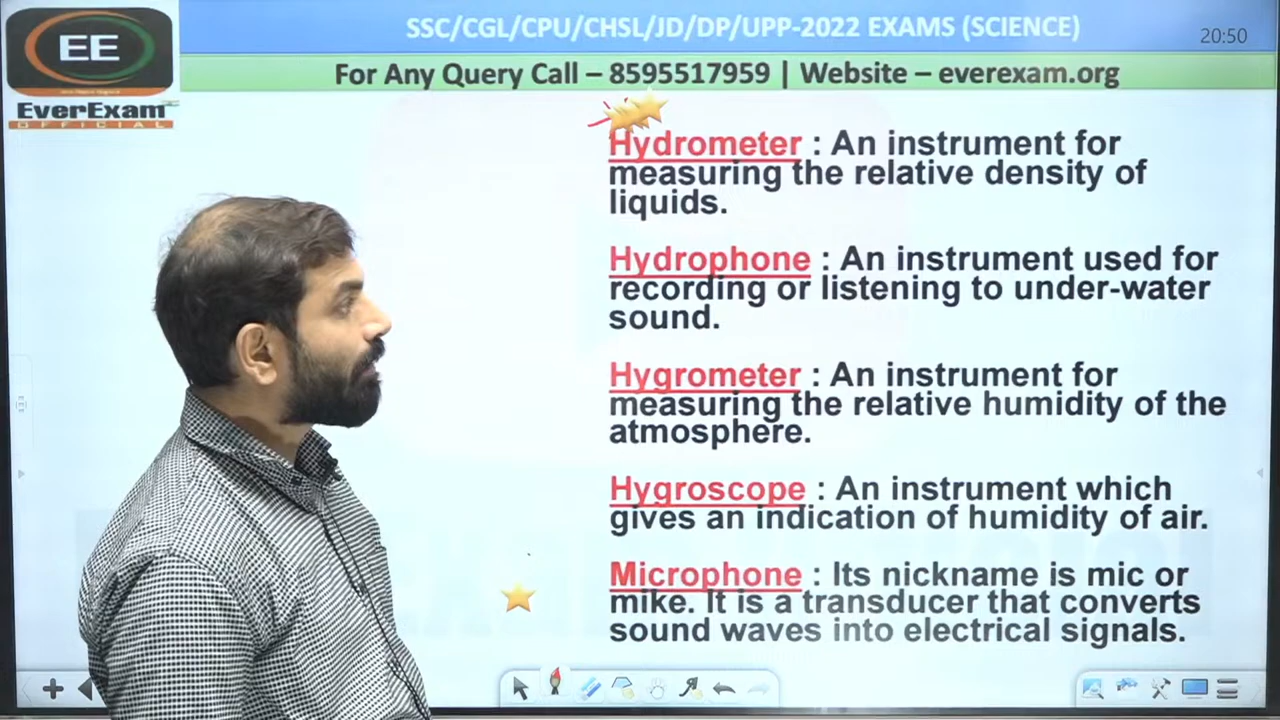 EE
EverExam
OFFICIAL
SSC/CGL/CPU/CHSL/JD/DP/UPP-2022 EXAMS (SCIENCE)
20:50
For Any Query Call – 8595517959 | Website – everexam.org
Hydrometer : An instrument for
measuring the relative density of
liquids.
Hydrophone : An instrument used for
recording or listening to under-water
sound.
Hygrometer : An instrument for
measuring the relative humidity of the
atmosphere.
Hygroscope : An instrument which
gives an indication of humidity of air.
Microphone : Its nickname is mic or
mike. It is a transducer that converts
sound waves into electrical signals.